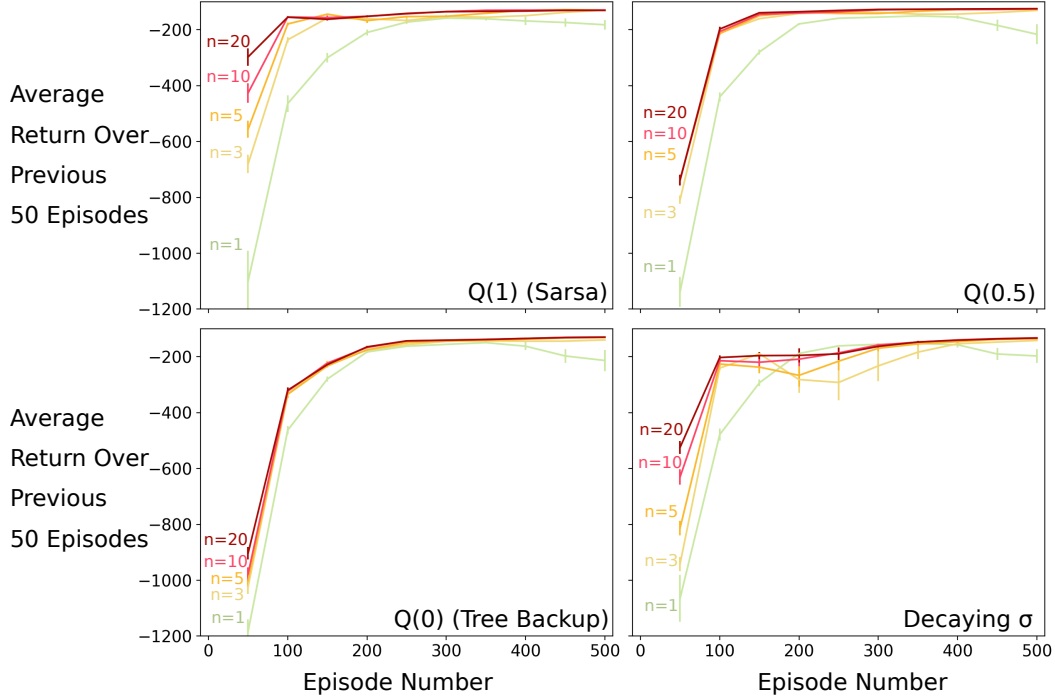 −200
−400
−600
−800
−1000
−1200
n=20
n=10
n=5
n=3
n=1
Q(1) (Sarsa)
Average
Return Over
Previous
50 Episodes
n=20
n=10
n=5
n=3
n=1
Q(0.5)
−200
−400
−600
−800
−1000
−1200
n=20
n=10
n=5
n=3
n=1
Q(0) (Tree Backup)
Average
Return Over
Previous
50 Episodes
0 100 200 300 400 500
Episode Number
n=20
n=10
n=5
n=3
n=1
Decaying σ
0 100 200 300 400 500
Episode Number